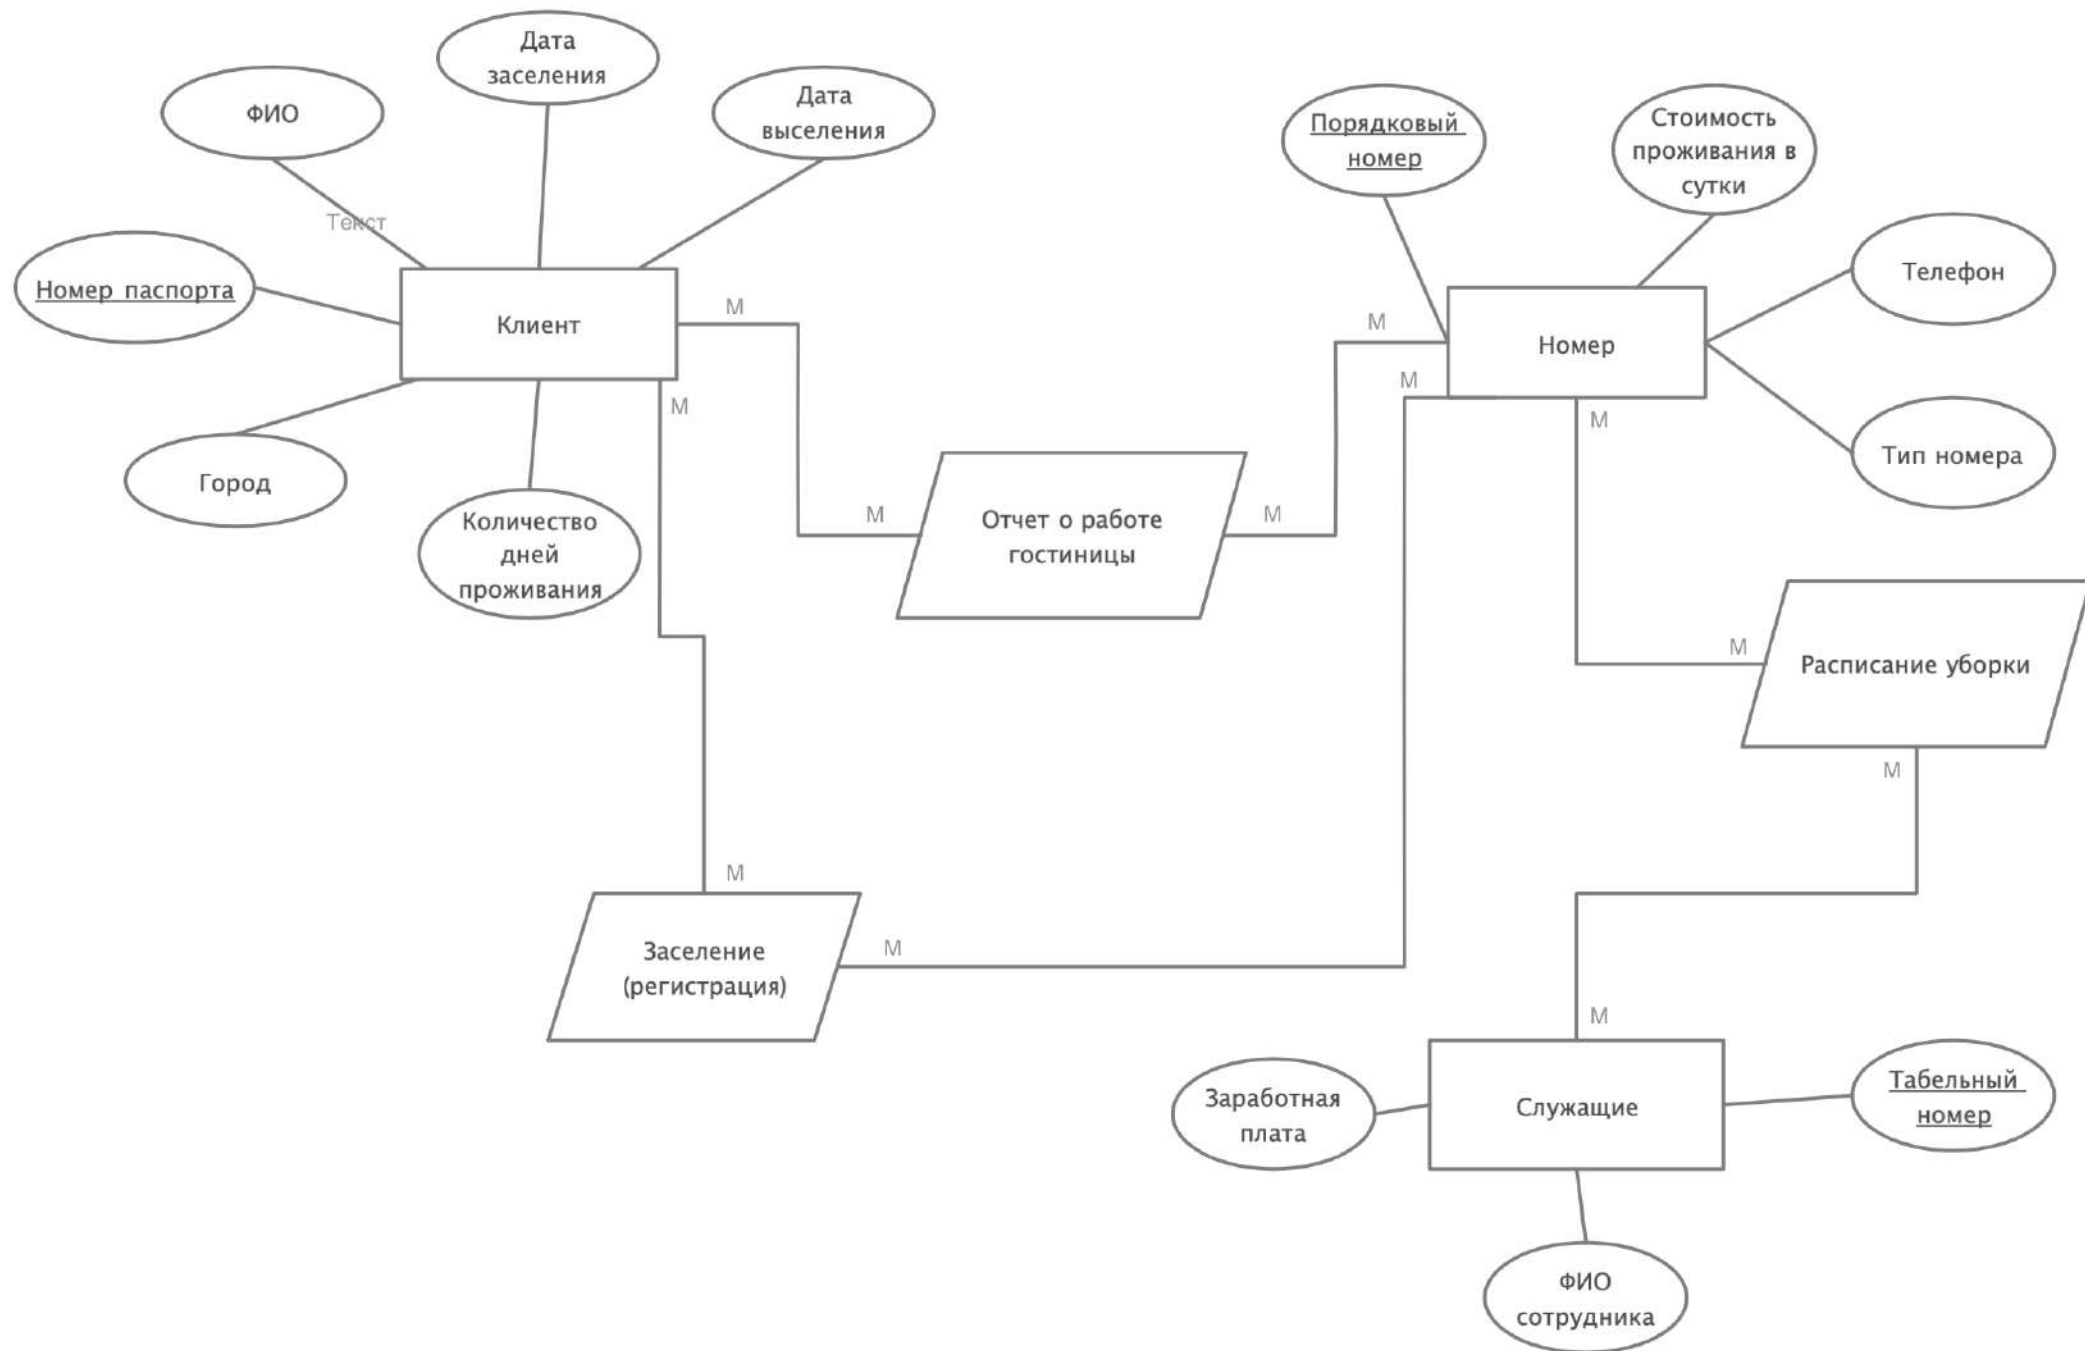 Дата
заселения
ФИО
Дата
выселения
Порядковый
номер
Стоимость
проживания в
сутки
Текст
Номер паспорта
Телефон
Клиент
М
М
Номер
М
М
М
Город
Тип номера
Количество
дней
проживания
М
Отчет о работе
гостиницы
М
М
Расписание уборки
М
М
Заселение
(регистрация)
М
М
Заработная
плата
Служащие
Табельный
номер
ФИО
сотрудника